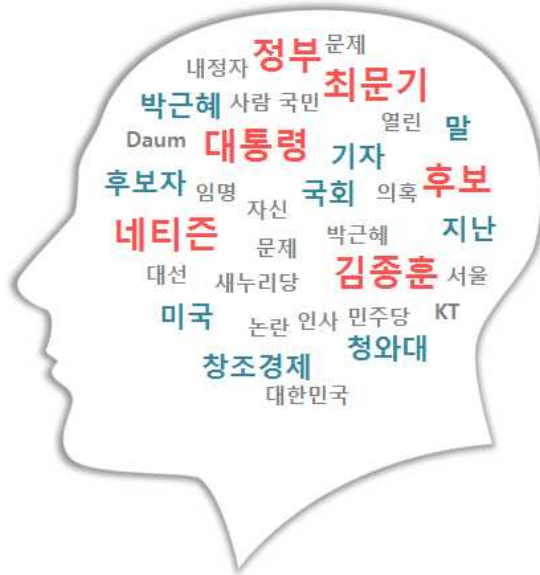 정부 문제
내정자 최문기
박근혜 사람 국민
열린 말
Daum 대통령 기자
후보자 임명 국회 의혹 후보
자신
네티즌 문제 박근혜 지난
대선 새누리당 김종훈 서울
미국 논란 인사 민주당 KT
창조경제 청와대
대한민국